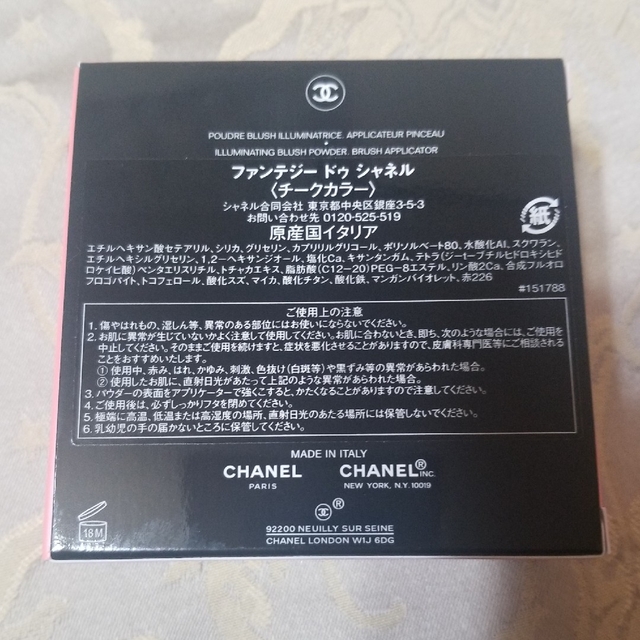 POUDRE BLUSH ILLUMINATRICE. APPLICATEUR PINCEAU
•
ILLUMINATING BLUSH POWDER. BRUSH APPLICATOR
ファンテジー ドゥ シャネル
〈チークカラー〉
シャネル合同会社 東京都中央区銀座3-5-3
お問い合わせ先 0120-525-519
原産国イタリア
紙
エチルヘキサン酸セテアリル, シリカ, グリセリン, カプリリルグリコール, ポリソルベート80, 水酸化Al, スクワラン,
エチルヘキシルグリセリン, 1,2-ヘキサンジオール, 塩化Ca, キサンタンガム, テトラ(ジ-t-ブチルヒドロキシヒド
ロケイヒ酸)ペンタエリスリチル, トチャカエキス, 脂肪酸(C12-20)PEG-8エステル, リン酸2Ca, 合成フルオロ
フロゴパイト, トコフェロール, 酸化スズ, マイカ, 酸化チタン, 酸化鉄, マンガンバイオレット, 赤226
#151788
ご使用上の注意
1. 傷やはれもの、湿しん等、異常のある部位にはお使いにならないでください。
2. お肌に異常が生じていないかよく注意して使用してください。お肌に合わないとき、即ち、次のような場合には、ご使用を
中止してください。そのままご使用を続けますと、症状を悪化させることがありますので、皮膚科専門医等にご相談される
ことをおすすめいたします。
① 使用中、赤み、はれ、かゆみ、刺激、色抜け(白斑等)や黒ずみ等の異常があらわれた場合。
② 使用したお肌に、直射日光があたって上記のような異常があらわれた場合。
3. パウダーの表面をアプリケーターで強くこすると、かたくなることがありますので注意してください。
4. ご使用後は、必ずしっかりフタを閉めてください。
5. 極端に高温、低温または高湿度の場所、直射日光のあたる場所には保管しないでください。
6. 乳幼児の手の届かないところに保管してください。
MADE IN ITALY
CHANEL CHANEL® INC.
PARIS NEW YORK, N.Y. 10019
®
18 M
92200 NEUILLY SUR SEINE
CHANEL LONDON W1J 6DG